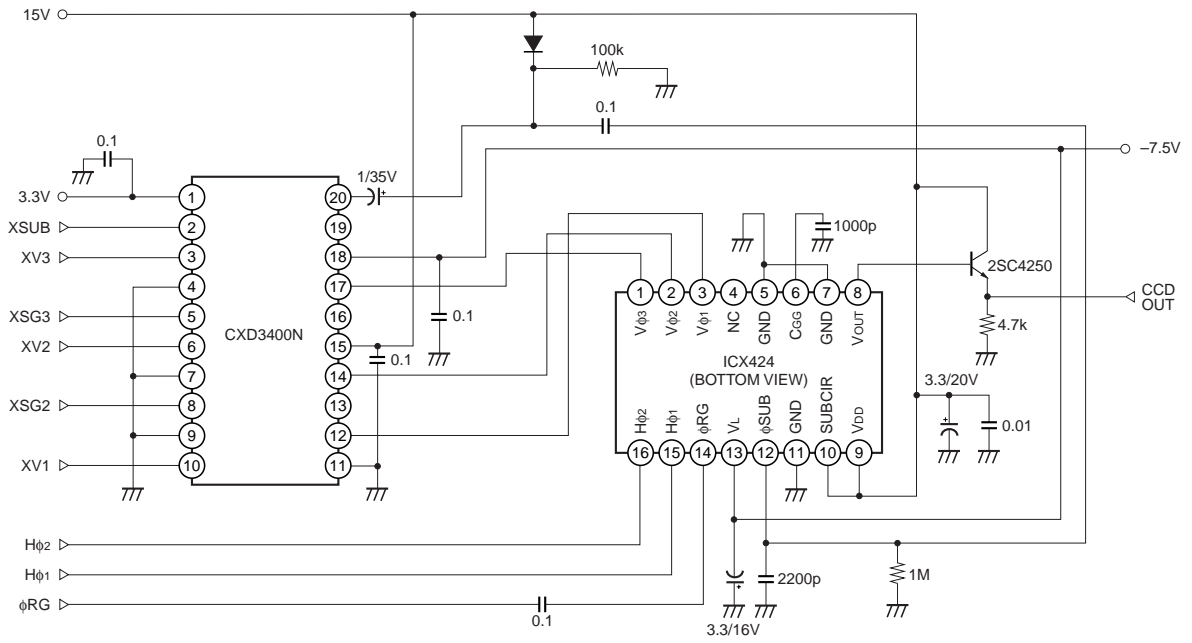 15V
100k
0.1
–7.5V
0.1
3.3V
1/35V
XSUB
XV3
XSG3
XV2
XSG2
XV1
1
2
3
4
5
6
7
8
9
10
CXD3400N
20
19
18
17
16
15
14
13
12
11
0.1
0.1
1000p
2SC4250
CCD
OUT
4.7k
1
2
3
4
5
6
7
8
Vϕ3
Vϕ2
Vϕ1
NC
GND
CGG
GND
VOUT
ICX424
(BOTTOM VIEW)
Hϕ2
Hϕ1
ϕRG
VL
ϕSUB
GND
SUBCIR
VDD
16
15
14
13
12
11
10
9
3.3/20V
0.01
Hϕ2
Hϕ1
ϕRG
0.1
3.3/16V
2200p
1M